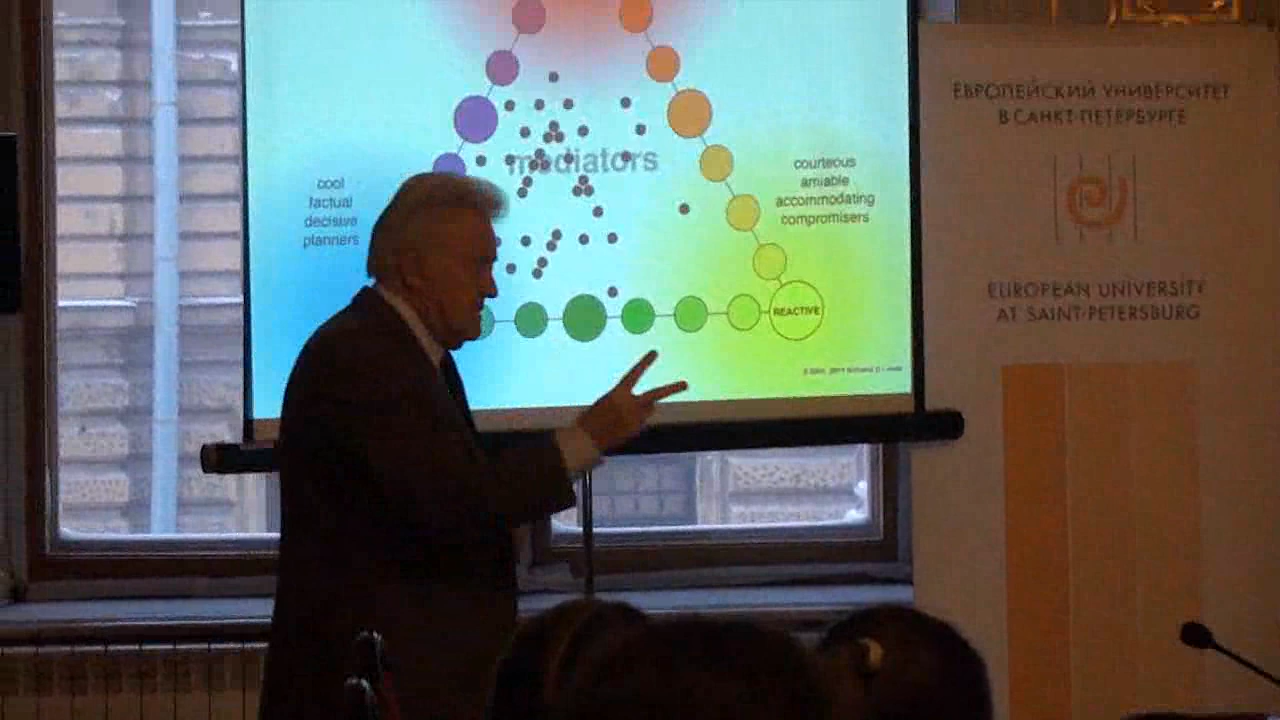 mediators
cool
factual
decisive
planners
courteous
amiable
accommodating
compromisers
REACTIVE
ЕВРОПЕЙСКИЙ УНИВЕРСИТЕТ
В САНКТ-ПЕТЕРБУРГЕ
EUROPEAN UNIVERSITY
AT SAINT-PETERSBURG